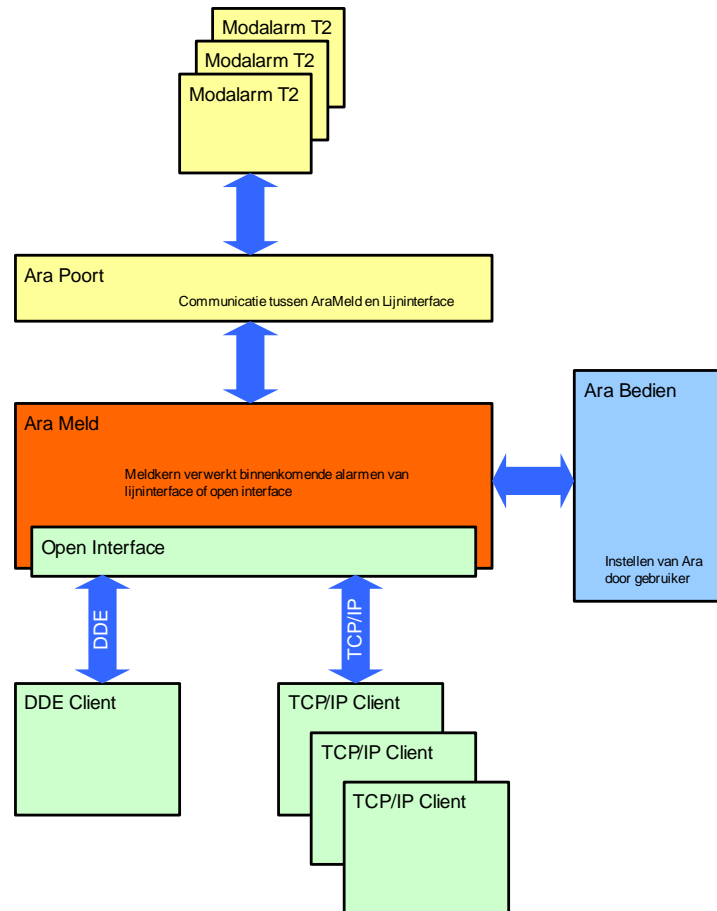 Modalarm T2
Modalarm T2
Modalarm T2
Ara Poort
Communicatie tussen AraMeld en Lijninterface
Ara Meld
Meldkern verwerkt binnenkomende alarmen van
lijninterface of open interface
Ara Bedien
Instellen van Ara
door gebruiker
Open Interface
DDE
TCP/IP
DDE Client
TCP/IP Client
TCP/IP Client
TCP/IP Client